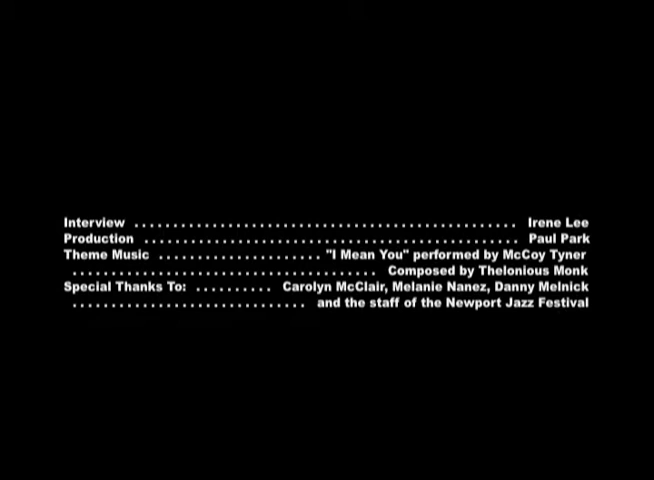 Interview ................................................. Irene Lee
Production ................................................ Paul Park
Theme Music ..................... "I Mean You" performed by McCoy Tyner
....................................... Composed by Thelonious Monk
Special Thanks To: .......... Carolyn McClair, Melanie Nanez, Danny Melnick
.............................. and the staff of the Newport Jazz Festival